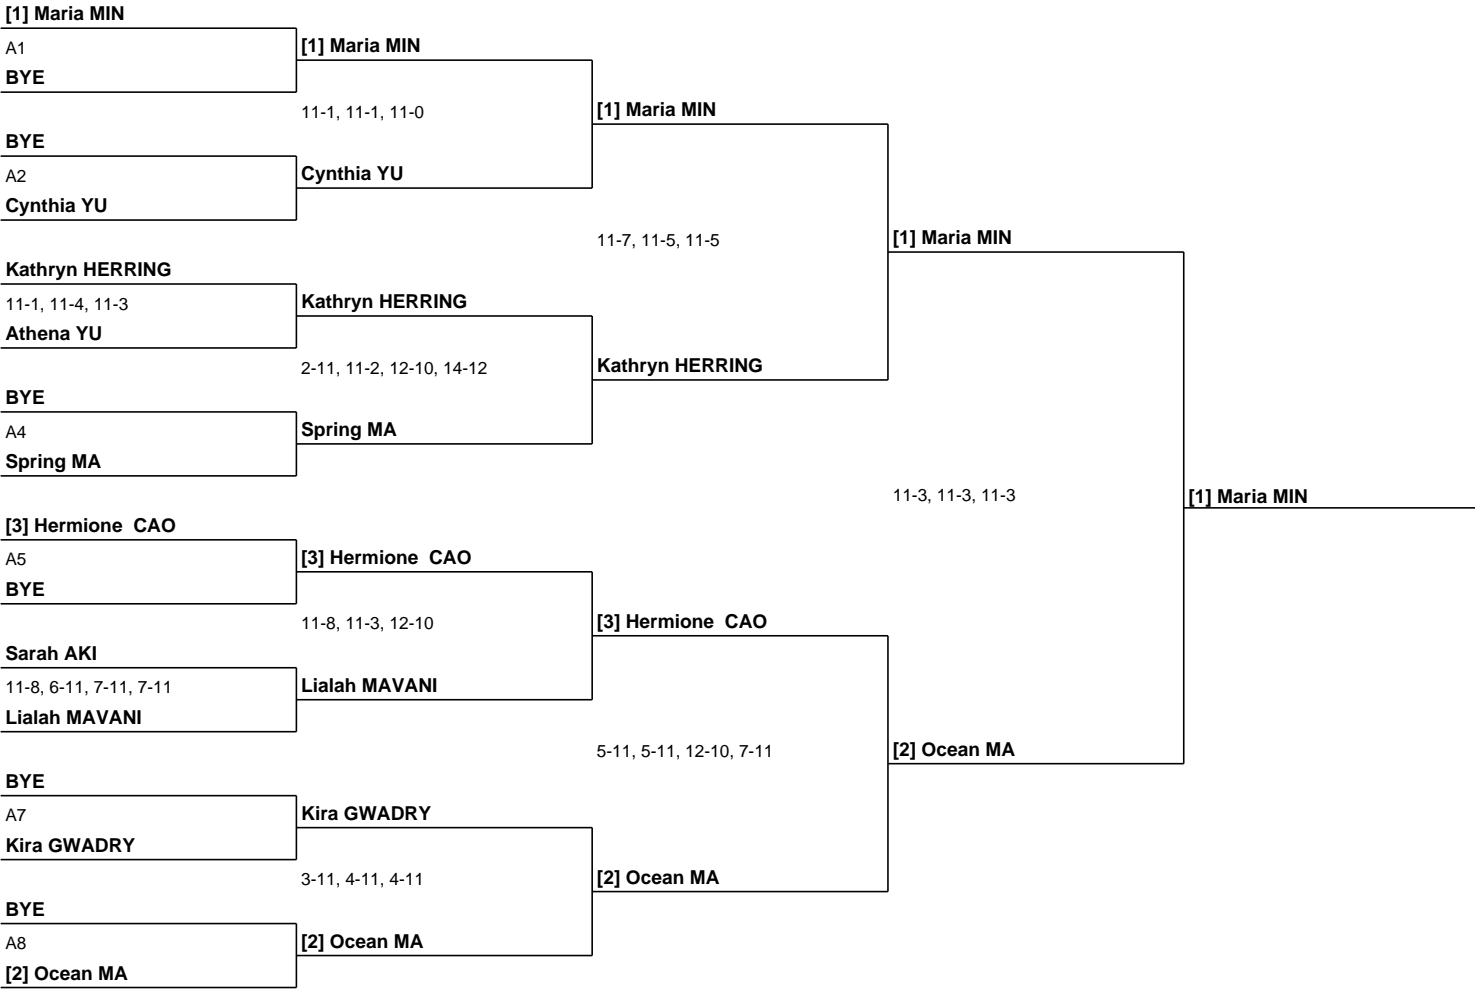 [1] Maria MIN
A1
BYE
BYE
A2
Cynthia YU
Kathryn HERRING
11-1, 11-4, 11-3
Athena YU
BYE
A4
Spring MA
[3] Hermione  CAO
A5
BYE
Sarah AKI
11-8, 6-11, 7-11, 7-11
Lialah MAVANI
BYE
A7
Kira GWADRY
BYE
A8
[2] Ocean MA
[1] Maria MIN
11-1, 11-1, 11-0
Cynthia YU
Kathryn HERRING
2-11, 11-2, 12-10, 14-12
Spring MA
[3] Hermione  CAO
11-8, 11-3, 12-10
Lialah MAVANI
Kira GWADRY
3-11, 4-11, 4-11
[2] Ocean MA
[1] Maria MIN
11-7, 11-5, 11-5
Kathryn HERRING
[3] Hermione  CAO
5-11, 5-11, 12-10, 7-11
[2] Ocean MA
[1] Maria MIN
11-3, 11-3, 11-3
[2] Ocean MA
[1] Maria MIN